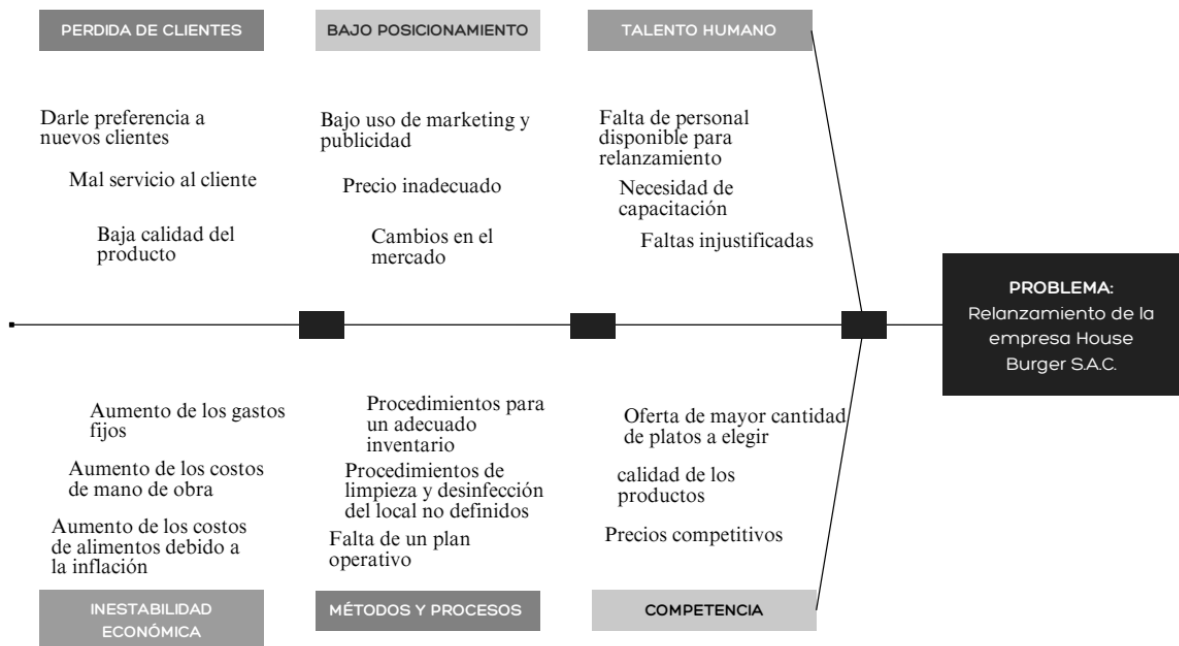 PERDIDA DE CLIENTES
Darle preferencia a
nuevos clientes
Mal servicio al cliente
Baja calidad del
producto
BAJO POSICIONAMIENTO
Bajo uso de marketing y
publicidad
Precio inadecuado
Cambios en el
mercado
TALENTO HUMANO
Falta de personal
disponible para
relanzamiento
Necesidad de
capacitación
Faltas injustificadas
PROBLEMA:
Relanzamiento de la
empresa House
Burger S.A.C.
Aumento de los gastos
fijos
Aumento de los costos
de mano de obra
Aumento de los costos
de alimentos debido a
la inflación
INESTABILIDAD
ECONÓMICA
Procedimientos para
un adecuado
inventario
Procedimientos de
limpieza y desinfección
del local no definidos
Falta de un plan
operativo
MÉTODOS Y PROCESOS
Oferta de mayor cantidad
de platos a elegir
calidad de los
productos
Precios competitivos
COMPETENCIA